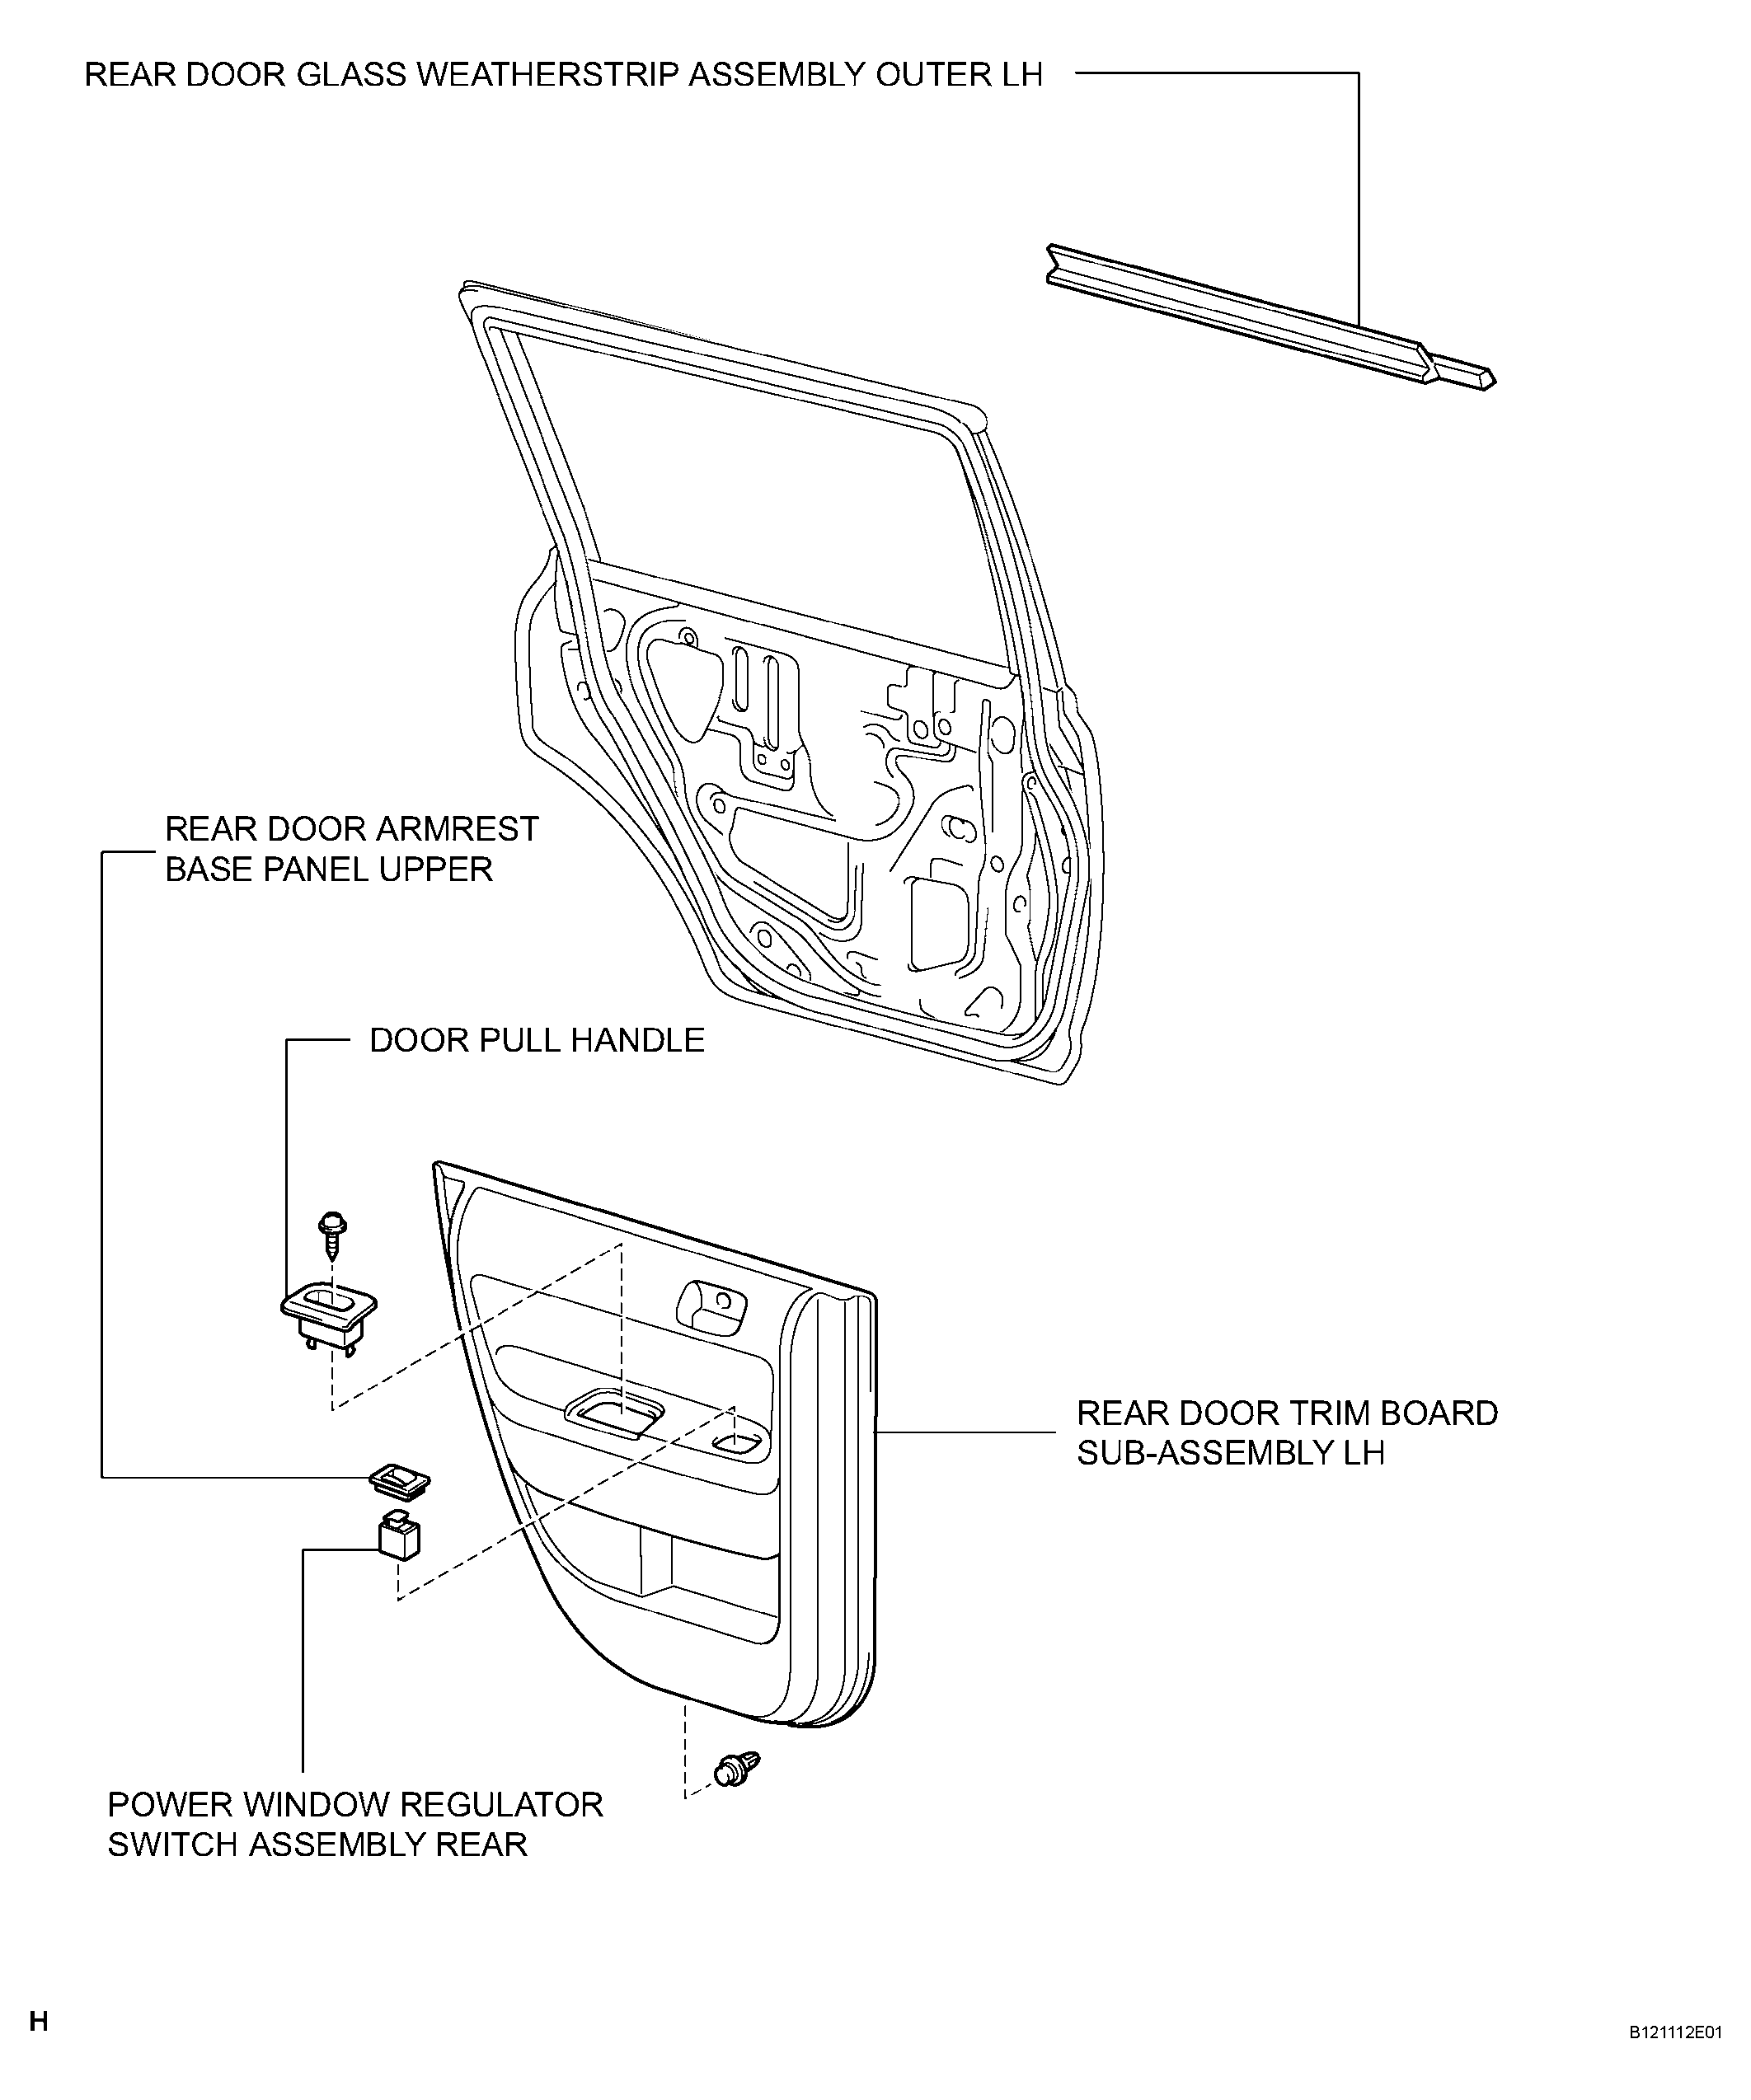 REAR DOOR GLASS WEATHERSTRIP ASSEMBLY OUTER LH
REAR DOOR ARMREST
BASE PANEL UPPER
DOOR PULL HANDLE
REAR DOOR TRIM BOARD
SUB-ASSEMBLY LH
POWER WINDOW REGULATOR
SWITCH ASSEMBLY REAR
H
B121112E01